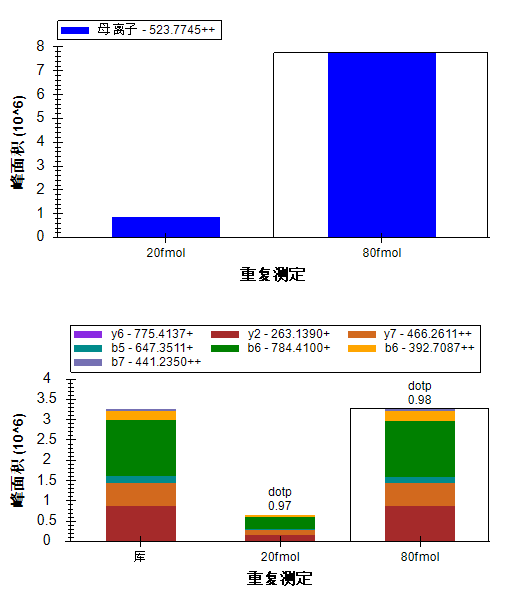 母离子 - 523.7745++
8
7
6
5
4
3
2
1
0
峰面积 (10^6)
20fmol
80fmol
重复测定
y6 - 775.4137+
y2 - 263.1390+
y7 - 466.2611++
b5 - 647.3511+
b6 - 784.4100+
b6 - 392.7087++
b7 - 441.2350++
4
3.5
3
2.5
2
1.5
1
0.5
0
峰面积 (10^6)
dotp
0.97
dotp
0.98
库
20fmol
80fmol
重复测定